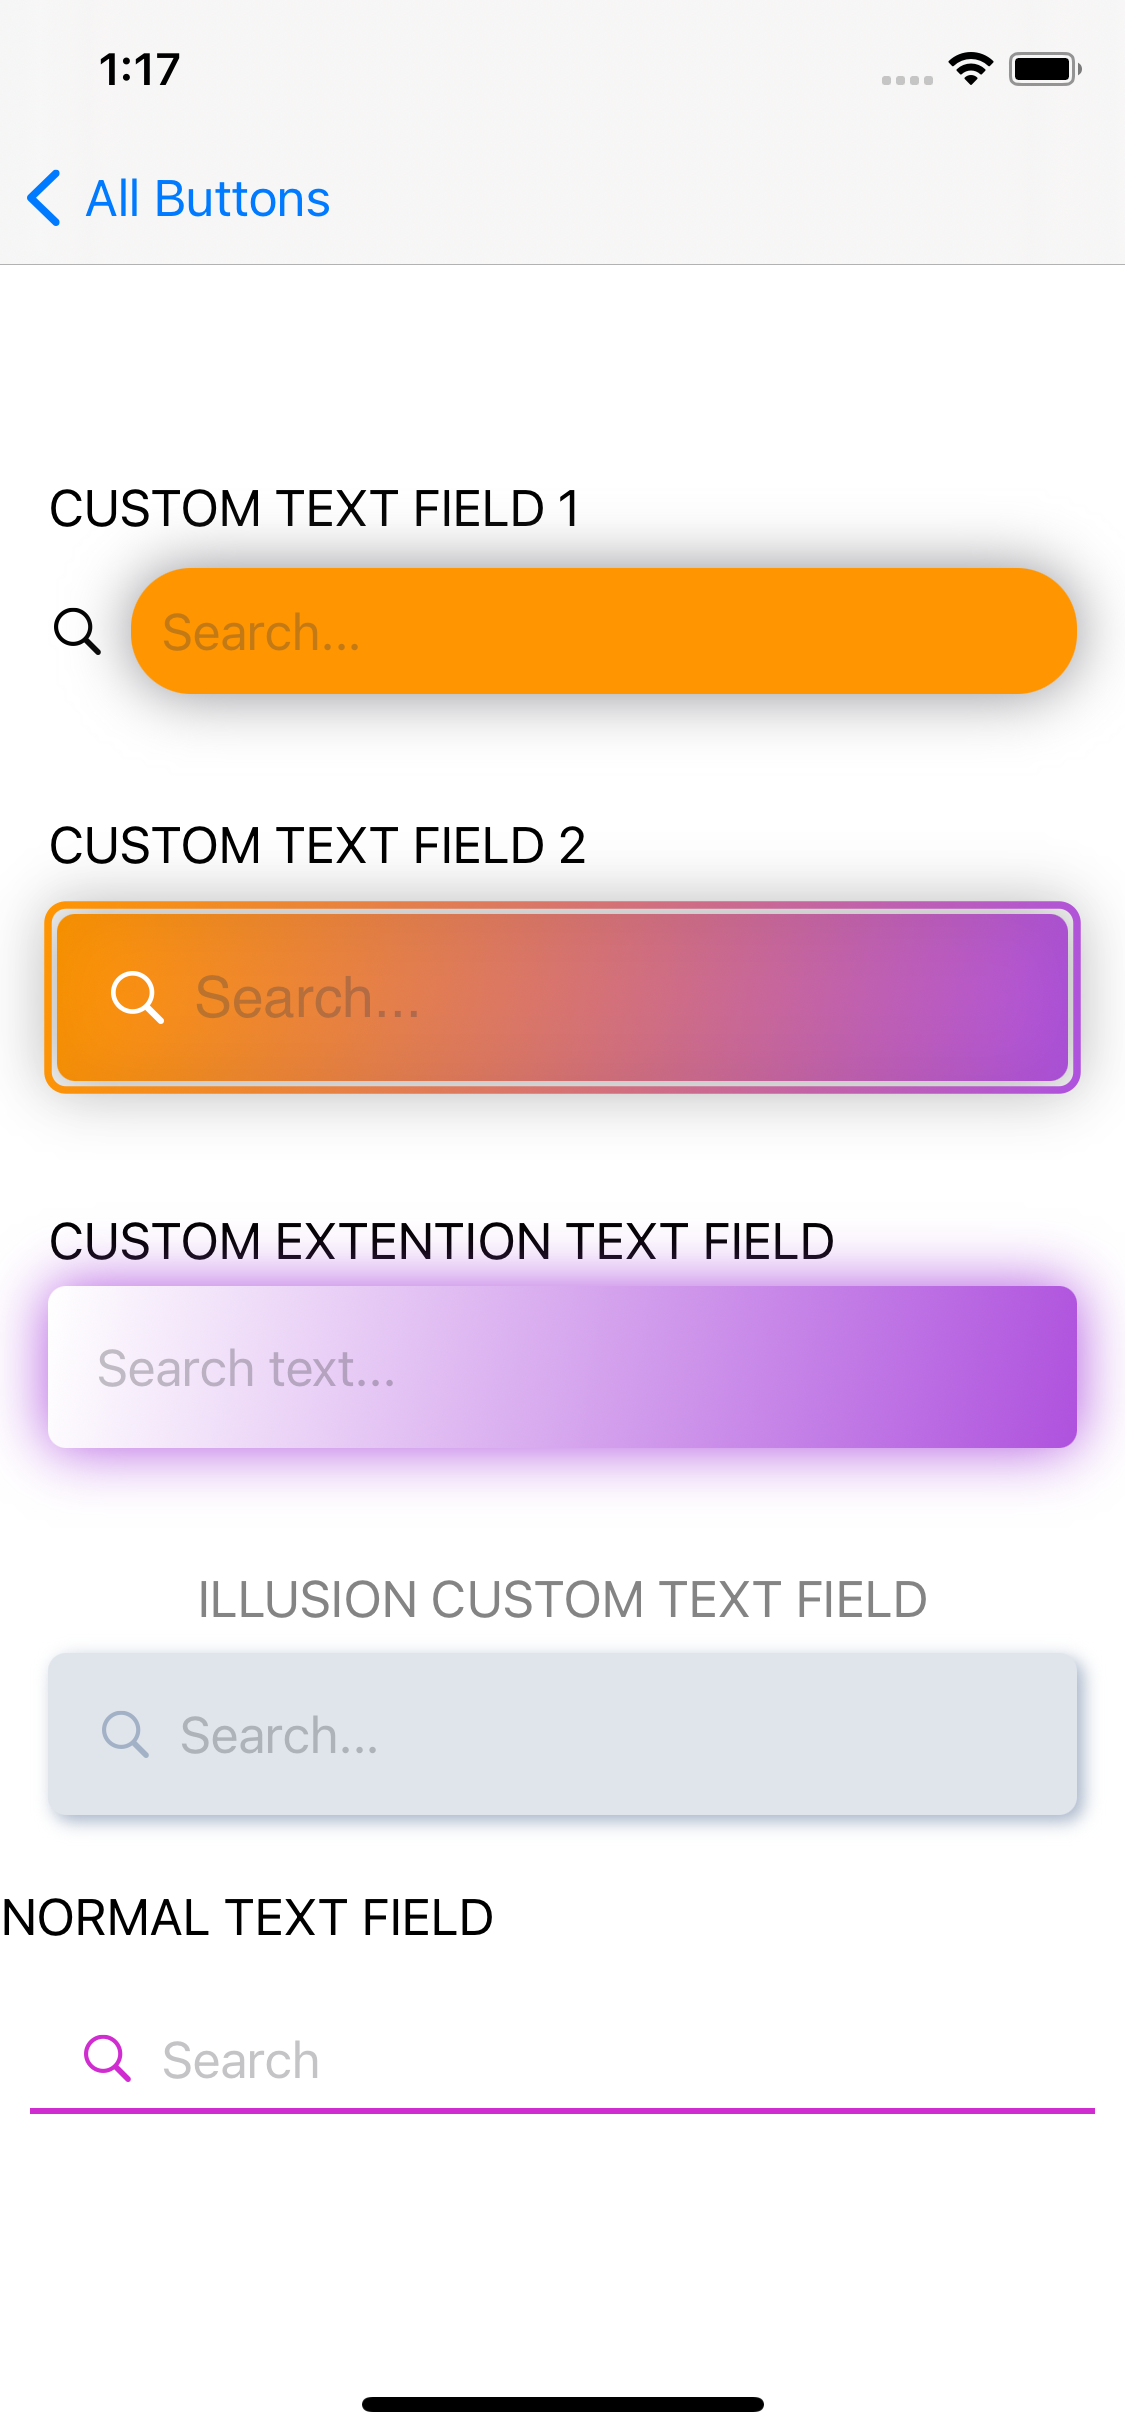 1:17
All Buttons
CUSTOM TEXT FIELD 1
Search...
CUSTOM TEXT FIELD 2
Search...
CUSTOM EXTENTION TEXT FIELD
Search text...
ILLUSION CUSTOM TEXT FIELD
Search...
NORMAL TEXT FIELD
Search